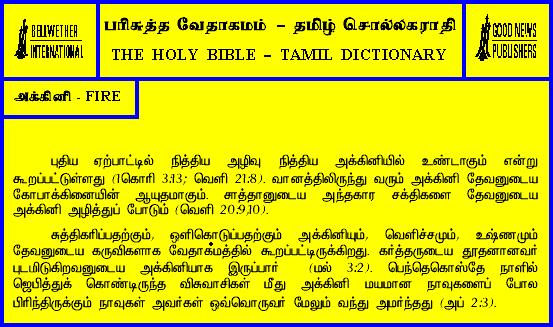 BELLWETHER
INTERNATIONAL
பரிசுத்த வேதாகமம் – தமிழ் சொல்லகராதி
THE HOLY BIBLE – TAMIL DICTIONARY
GOOD NEWS
PUBLISHERS
அக்கினி - FIRE
புதிய ஏற்பாட்டில் நித்திய அழிவு நித்திய அக்கினியில் உண்டாகும் என்று
கூறப்பட்டுள்ளது (1கொரி 3:13; வெளி 21:8). வானத்திலிருந்து வரும் அக்கினி தேவனுடைய
கோபாக்கினையின் ஆயுதமாகும். சாத்தானுடைய அந்தகார சக்திகளை தேவனுடைய
அக்கினி அழித்துப் போடும் (வெளி 20:9,10).
சுத்திகரிப்பதற்கும், ஒளிகொடுப்பதற்கும் அக்கினியும், வெளிச்சமும், உஷ்ணமும்
தேவனுடைய கருவிகளாக வேதாகமத்தில் கூறப்பட்டிருக்கிறது. கர்த்தருடைய தூதனானவர்
புடமிடுகிறவனுடைய அக்கினியாக இருப்பார் (மல் 3:2). பெந்தெகொஸ்தே நாளில்
ஜெபித்துக் கொண்டிருந்த விசுவாசிகள் மீது அக்கினி மயமான நாவுகளைப் போல
பிரிந்திருக்கும் நாவுகள் அவர்கள் ஒவ்வொருவர் மேலும் வந்து அமர்ந்தது (அப் 2:3).